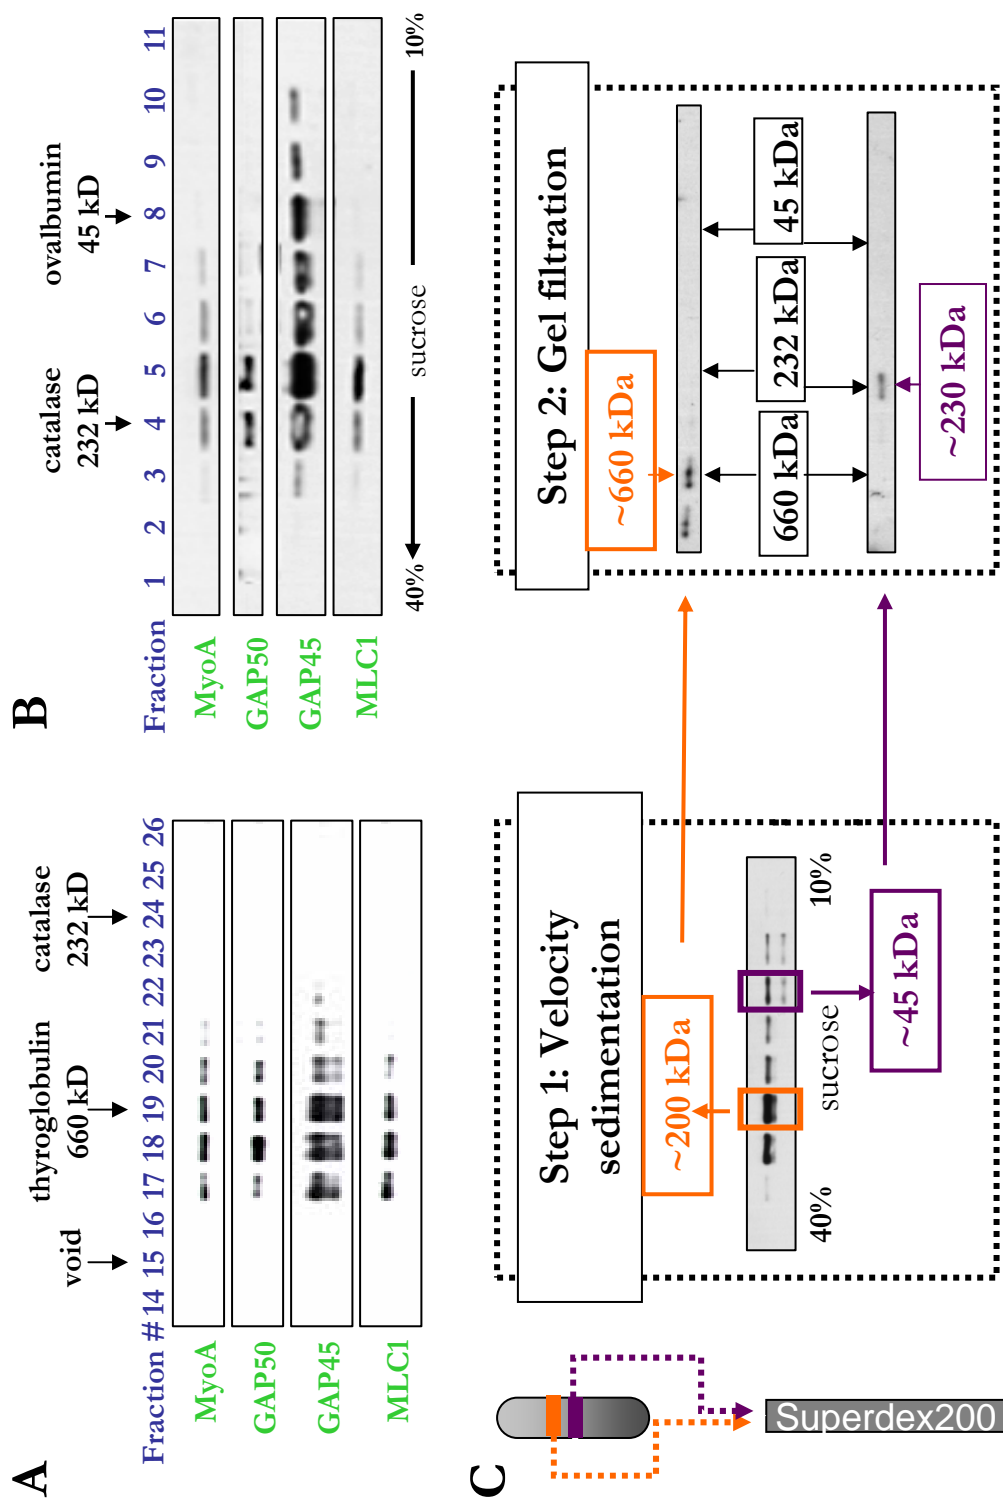 A
void
thyroglobulin
660 kD
catalase
232 kD
Fraction # 14 15 16 17 18 19 20 21 22 23 24 25 26
MyoA
GAP50
GAP45
MLC1
B
catalase
232 kD
ovalbumin
45 kD
Fraction 1 2 3 4 5 6 7 8 9 10 11
MyoA
GAP50
GAP45
MLC1
40% sucrose 10%
C
Superdex200
Step 1: Velocity
sedimentation
~200 kDa
40% sucrose 10%
~45 kDa
Step 2: Gel filtration
~660 kDa
660 kDa 232 kDa 45 kDa
~230 kDa